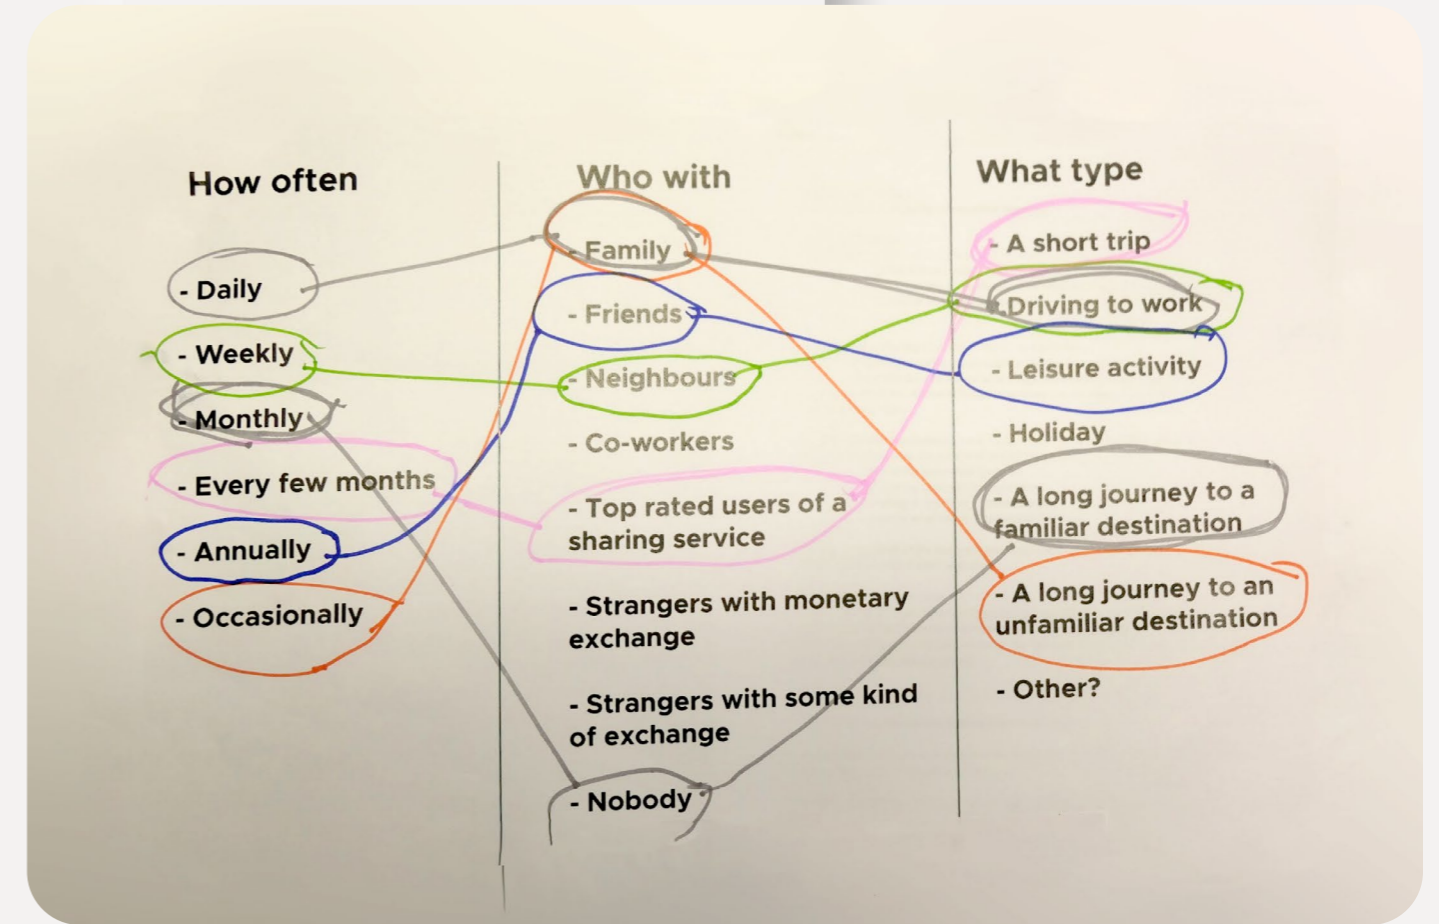 How often
- Daily
- Weekly
- Monthly
- Every few months
- Annually
- Occasionally
Who with
- Family
- Friends
- Neighbours
- Co-workers
- Top rated users of a
sharing service
- Strangers with monetary
exchange
- Strangers with some kind
of exchange
- Nobody
What type
- A short trip
- Driving to work
- Leisure activity
- Holiday
- A long journey to a
familiar destination
- A long journey to an
unfamiliar destination
- Other?